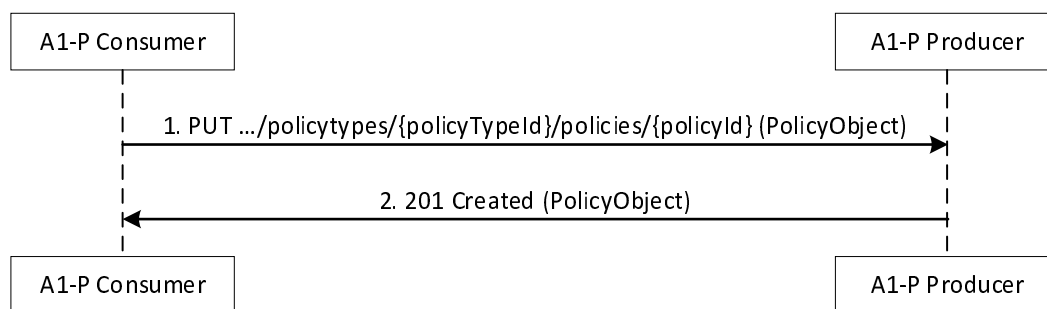 A1-P Consumer
A1-P Producer
1. PUT .../policytypes/{policyTypeId}/policies/{policyId} (PolicyObject)
2. 201 Created (PolicyObject)
A1-P Consumer
A1-P Producer